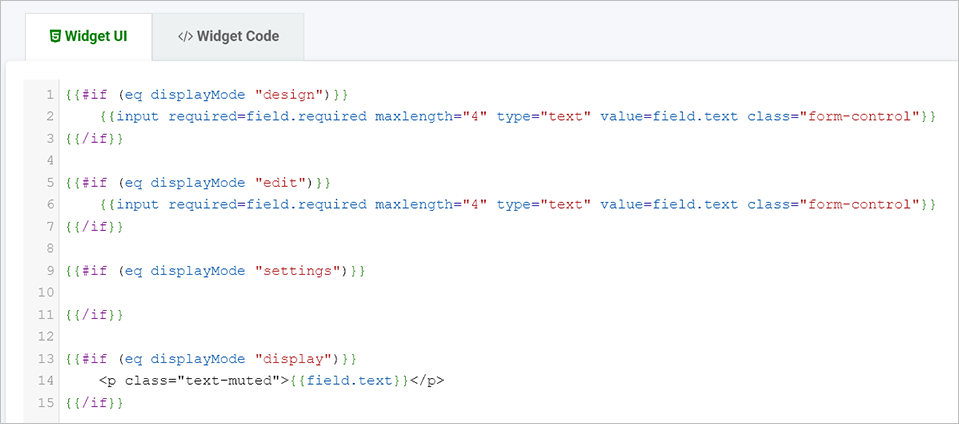 Widget UI </> Widget Code
1 {{#if (eq displayMode "design")}}
2     {{input required=field.required maxlength="4" type="text" value=field.text class="form-control"}}
3 {{/if}}
4
5 {{#if (eq displayMode "edit")}}
6     {{input required=field.required maxlength="4" type="text" value=field.text class="form-control"}}
7 {{/if}}
8
9 {{#if (eq displayMode "settings")}}
10
11 {{/if}}
12
13 {{#if (eq displayMode "display")}}
14     <p class="text-muted">{{field.text}}</p>
15 {{/if}}